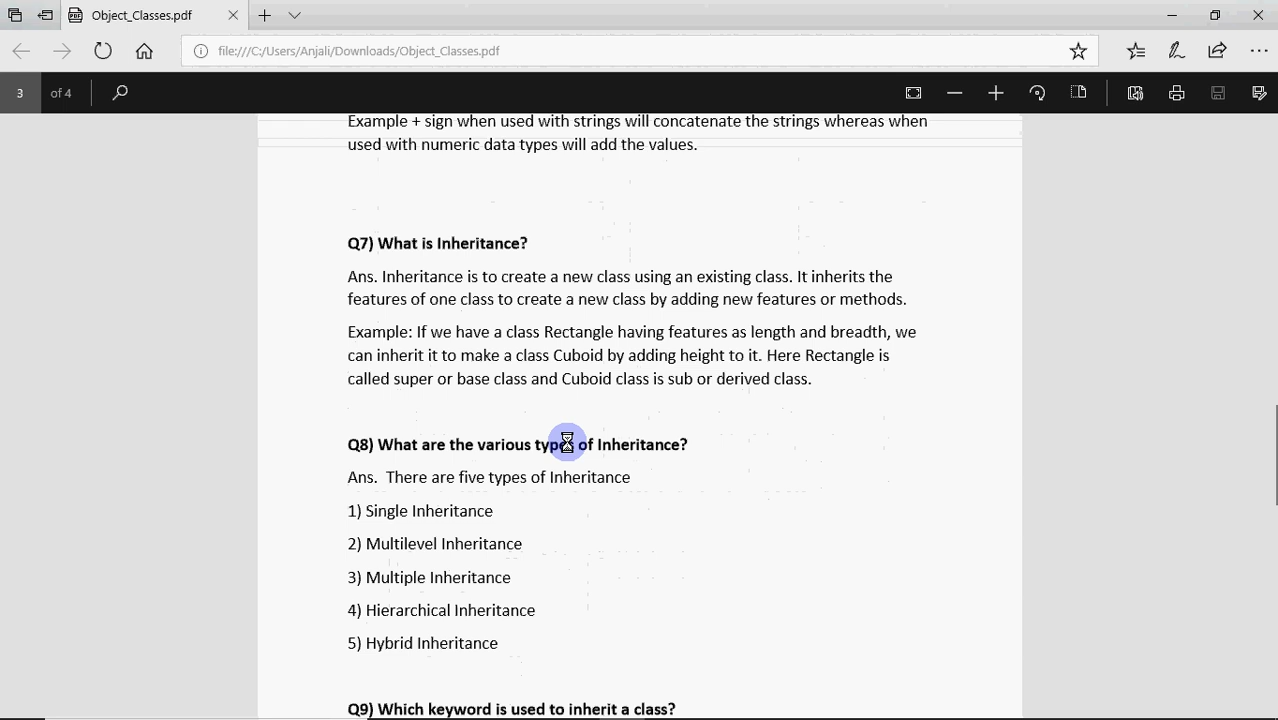 Object_Classes.pdf
file:///C:/Users/Anjali/Downloads/Object_Classes.pdf
3 of 4
Example + sign when used with strings will concatenate the strings whereas when
used with numeric data types will add the values.
Q7) What is Inheritance?
Ans. Inheritance is to create a new class using an existing class. It inherits the
features of one class to create a new class by adding new features or methods.
Example: If we have a class Rectangle having features as length and breadth, we
can inherit it to make a class Cuboid by adding height to it. Here Rectangle is
called super or base class and Cuboid class is sub or derived class.
Q8) What are the various types of Inheritance?
Ans. There are five types of Inheritance
1) Single Inheritance
2) Multilevel Inheritance
3) Multiple Inheritance
4) Hierarchical Inheritance
5) Hybrid Inheritance
Q9) Which keyword is used to inherit a class?